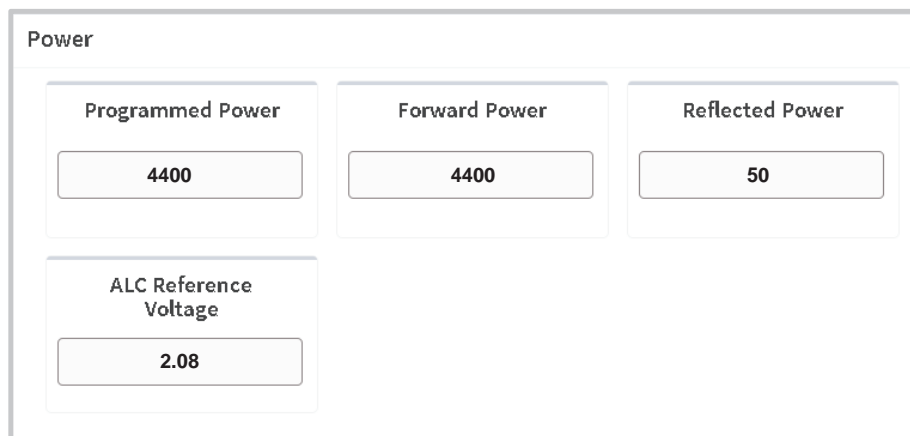 Power
Programmed Power
Forward Power
Reflected Power
4400
4400
50
ALC Reference
Voltage
2.08